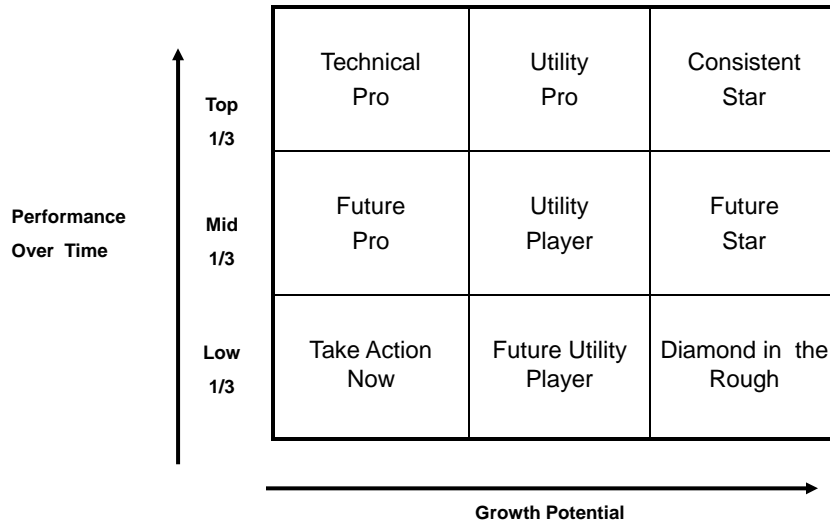 Technical
Pro
Utility
Pro
Consistent
Star
Top
1/3
Performance
Over Time
Future
Pro
Utility
Player
Future
Star
Mid
1/3
Take Action
Now
Future Utility
Player
Diamond in the
Rough
Low
1/3
Growth Potential